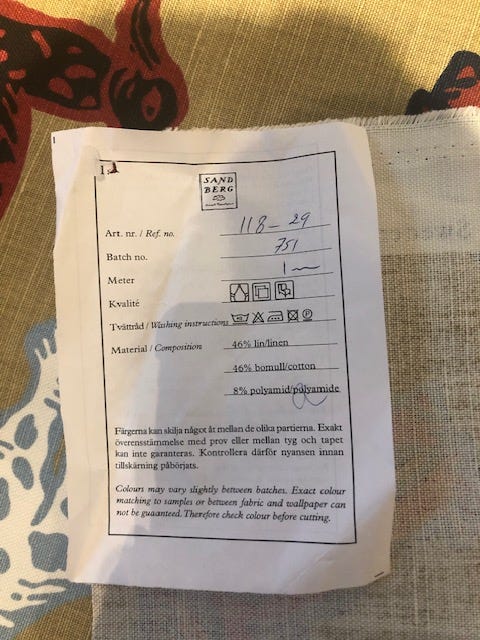 1.
SAND
BERG
Art. nr. / Ref. no. 118-29
Batch no. 751
Meter 1 m
Kvalité
Tvättråd / Washing instructions
Material / Composition 46% lin/linen
46% bomull/cotton
8% polyamid/polyamide
Färgerna kan skilja något åt mellan de olika partierna. Exakt
överensstämmelse med prov eller mellan tyg och tapet
kan inte garanteras. Kontrollera därför nyansen innan
tillskärning påbörjats.
Colours may vary slightly between batches. Exact colour
matching to samples or between fabric and wallpaper can
not be guaanteed. Therefore check colour before cutting.